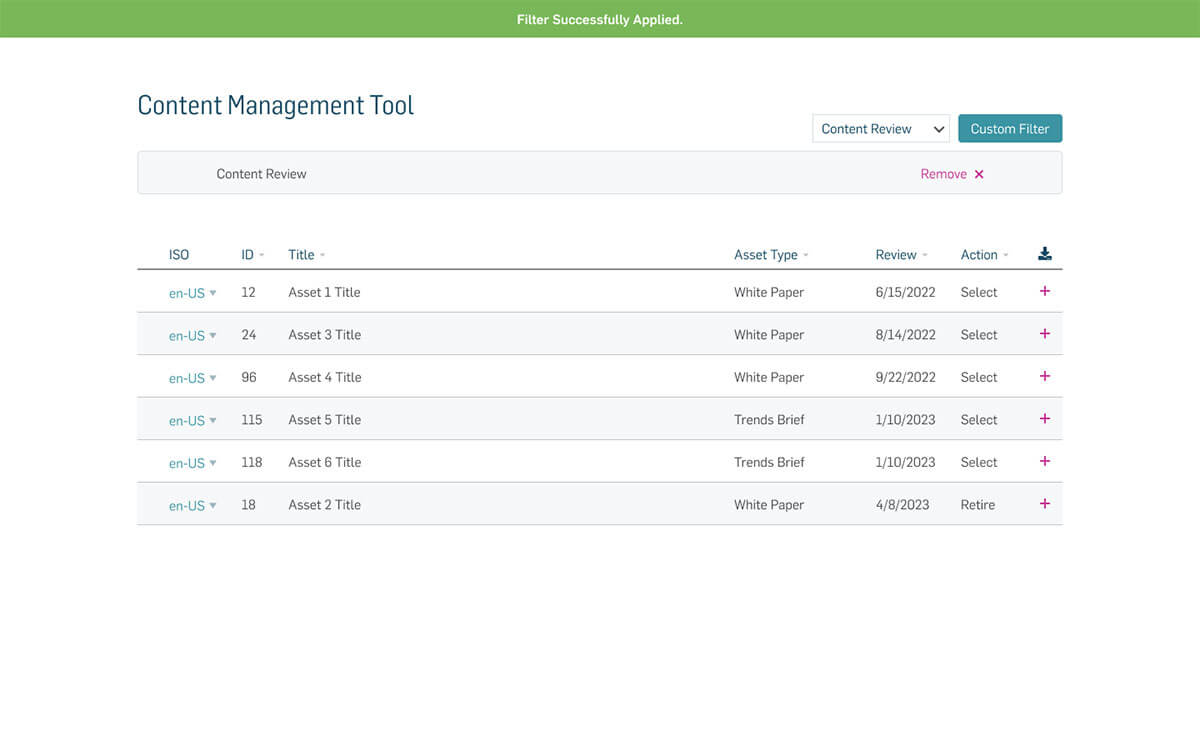 Filter Successfully Applied.
Content Management Tool
Content Review Custom Filter
Content Review Remove
ISO ID Title Asset Type Review Action
en-US 12 Asset 1 Title White Paper 6/15/2022 Select +
en-US 24 Asset 3 Title White Paper 8/14/2022 Select +
en-US 96 Asset 4 Title White Paper 9/22/2022 Select +
en-US 115 Asset 5 Title Trends Brief 1/10/2023 Select +
en-US 118 Asset 6 Title Trends Brief 1/10/2023 Select +
en-US 18 Asset 2 Title White Paper 4/8/2023 Retire +